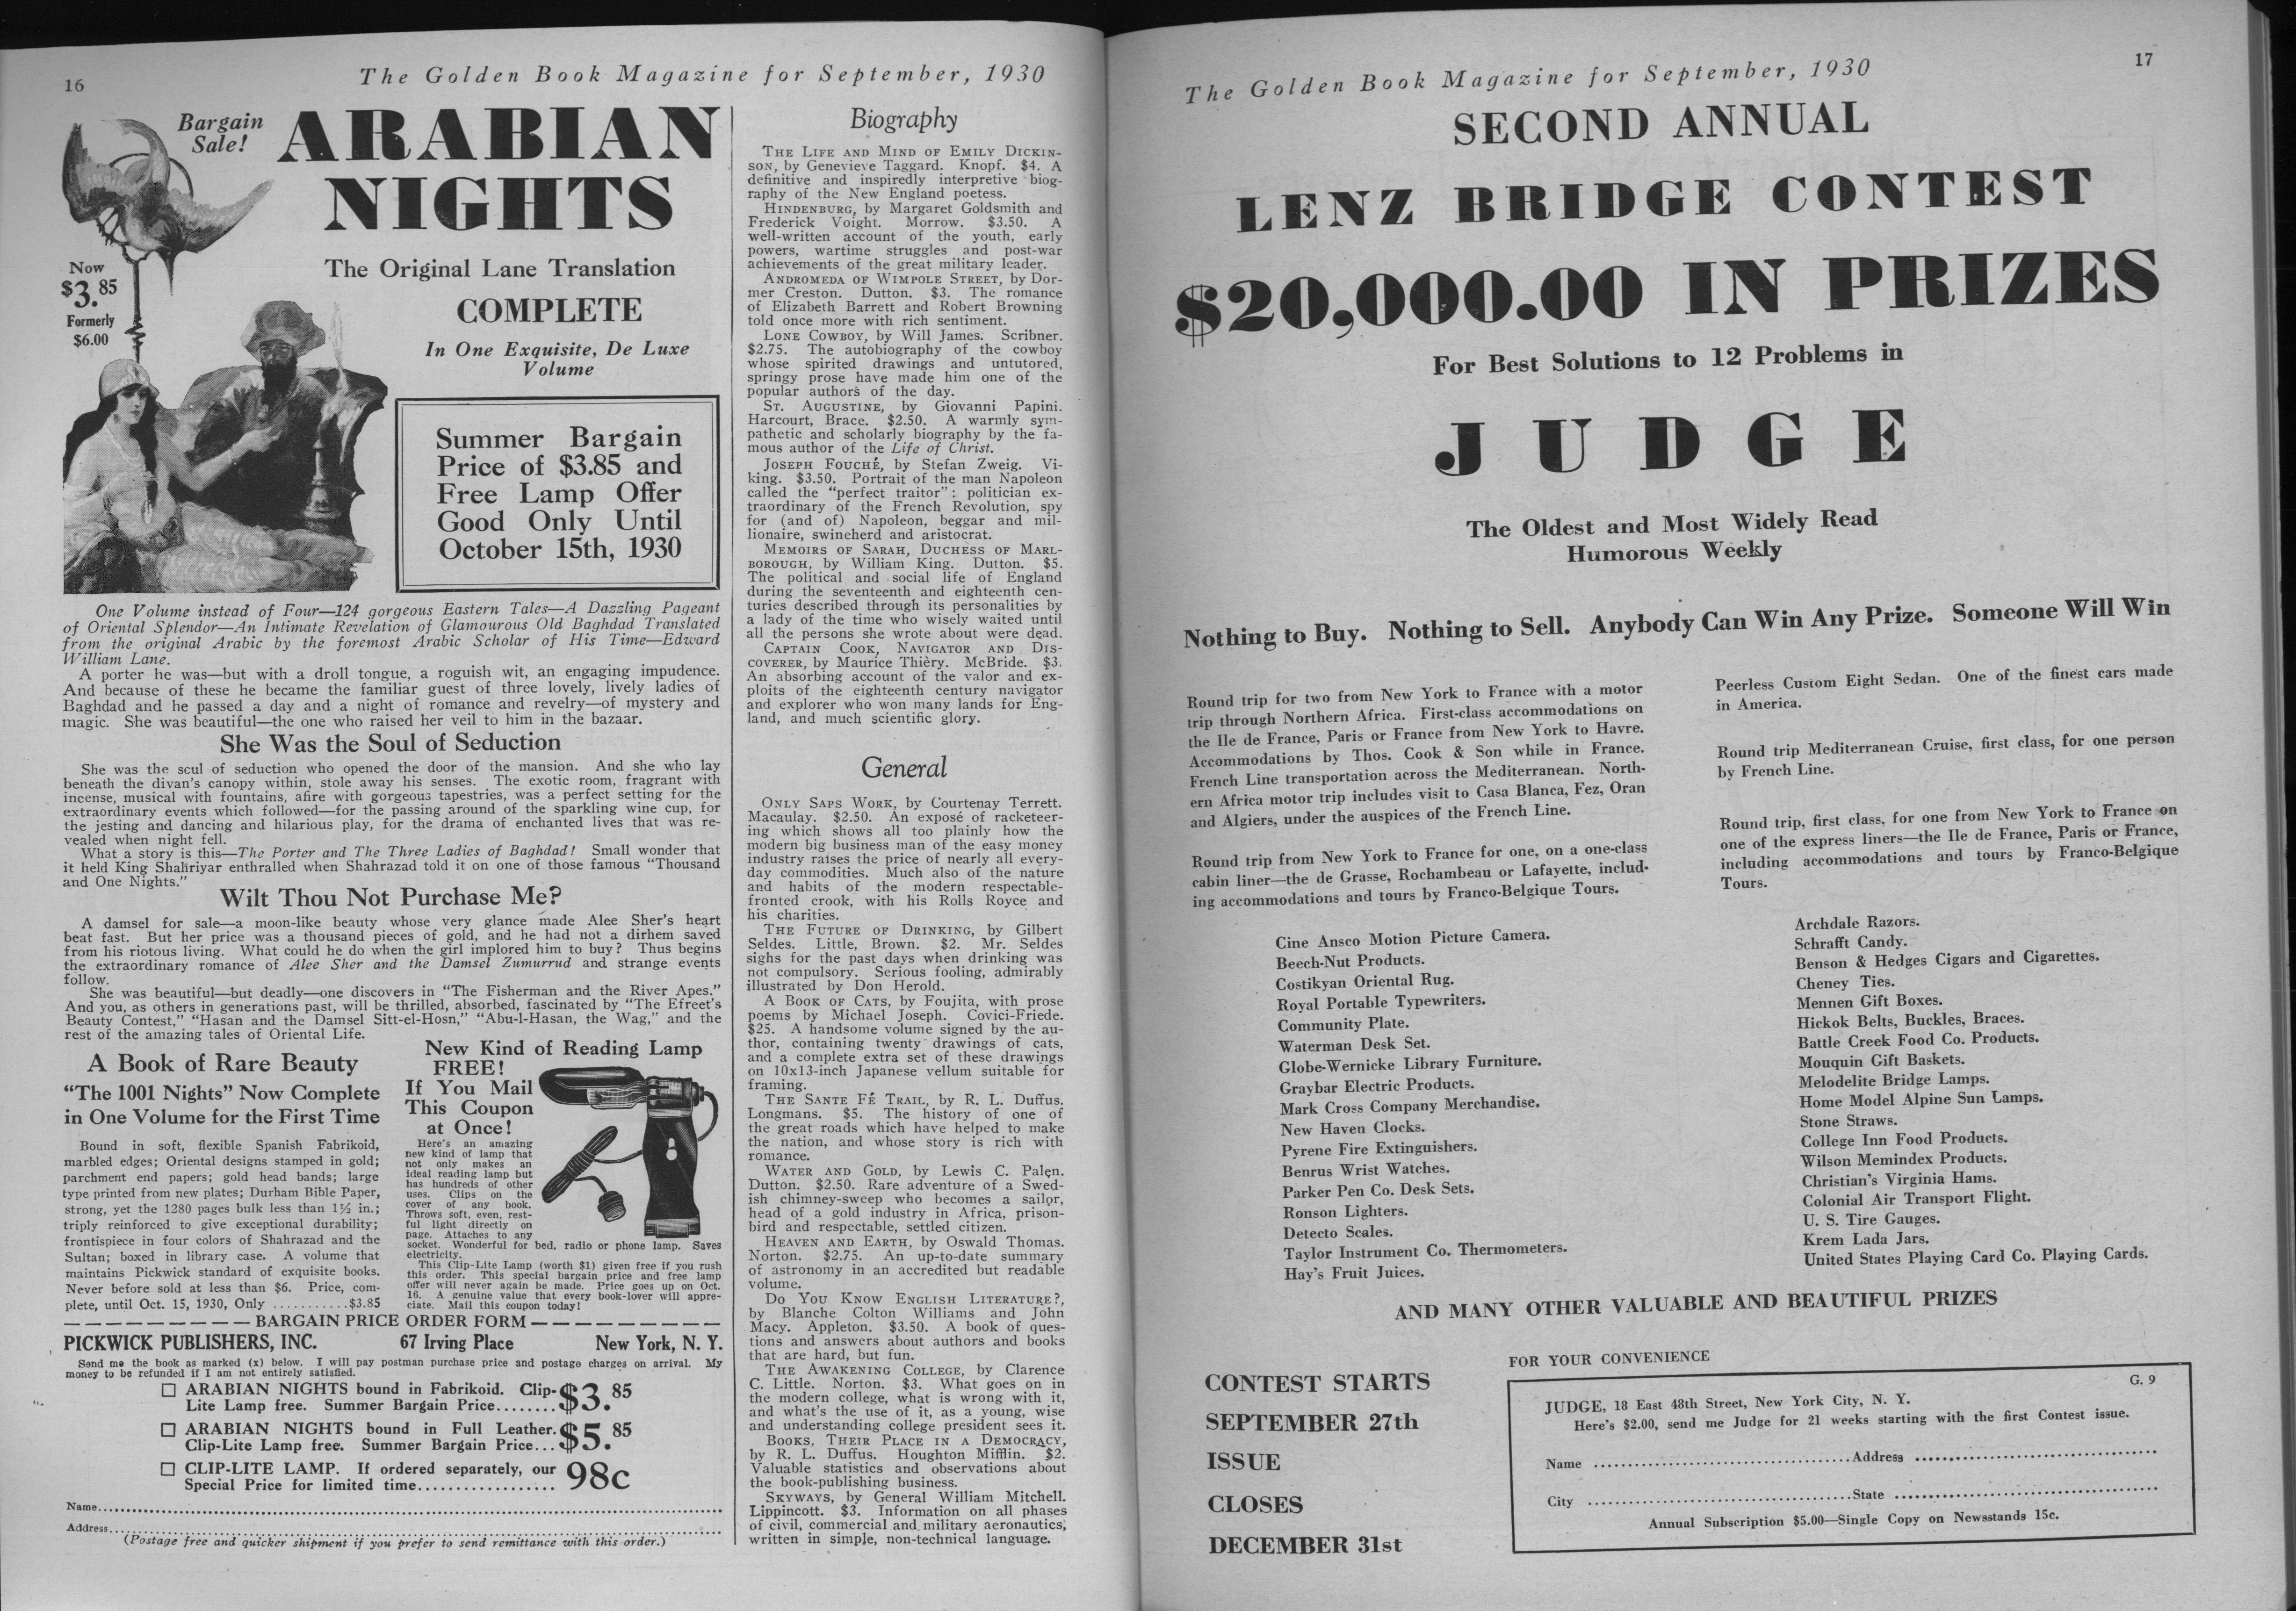 16
The Golden Book Magazine for September, 1930
Bargain
Sale!
ARABIAN
NIGHTS
Now
$3.85
Formerly
$6.00
The Original Lane Translation
COMPLETE
In One Exquisite, De Luxe
Volume
Summer Bargain
Price of $3.85 and
Free Lamp Offer
Good Only Until
October 15th, 1930
One Volume instead of Four—124 gorgeous Eastern Tales—A Dazzling Pageant
of Oriental Splendor—An Intimate Revelation of Glamourous Old Baghdad Translated
from the original Arabic by the foremost Arabic Scholar of His Time—Edward
William Lane.
A porter he was—but with a droll tongue, a roguish wit, an engaging impudence.
And because of these he became the familiar guest of three lovely, lively ladies of
Baghdad and he passed a day and a night of romance and revelry—of mystery and
magic. She was beautiful—the one who raised her veil to him in the bazaar.
She Was the Soul of Seduction
She was the soul of seduction who opened the door of the mansion. And she who lay
beneath the divan's canopy within, stole away his senses. The exotic room, fragrant with
incense, musical with fountains, afire with gorgeous tapestries, was a perfect setting for the
extraordinary events which followed—for the passing around of the sparkling wine cup, for
the jesting and dancing and hilarious play, for the drama of enchanted lives that was re-
vealed when night fell.
What a story is this—The Porter and The Three Ladies of Baghdad! Small wonder that
it held King Shahriyar enthralled when Shahrazad told it on one of those famous "Thousand
and One Nights."
Wilt Thou Not Purchase Me?
A damsel for sale—a moon-like beauty whose very glance made Alee Sher's heart
beat fast. But her price was a thousand pieces of gold, and he had not a dirhem saved
from his riotous living. What could he do when the girl implored him to buy? Thus begins
the extraordinary romance of Alee Sher and the Damsel Zumurrud and strange events
follow.
She was beautiful—but deadly—one discovers in "The Fisherman and the River Apes."
And you, as others in generations past, will be thrilled, absorbed, fascinated by "The Efreet's
Beauty Contest," "Hasan and the Damsel Sitt-el-Hosn," "Abu-l-Hasan, the Wag," and the
rest of the amazing tales of Oriental Life.
A Book of Rare Beauty
"The 1001 Nights" Now Complete
in One Volume for the First Time
Bound in soft, flexible Spanish Fabrikoid,
marbled edges; Oriental designs stamped in gold;
parchment end papers; gold head bands; large
type printed from new plates; Durham Bible Paper,
strong, yet the 1280 pages bulk less than 1½ in.;
triply reinforced to give exceptional durability;
frontispiece in four colors of Shahrazad and the
Sultan; boxed in library case. A volume that
maintains Pickwick standard of exquisite books.
Never before sold at less than $6. Price, com-
plete, until Oct. 15, 1930, Only ...........$3.85
New Kind of Reading Lamp
FREE!
If You Mail
This Coupon
at Once!
Here's an amazing
new kind of lamp that
not only makes an
ideal reading lamp but
has hundreds of other
uses. Clips on the
cover of any book.
Throws soft, even, rest-
ful light directly on
page. Attaches to any
socket. Wonderful for bed, radio or phone lamp. Saves
electricity.
This Clip-Lite Lamp (worth $1) given free if you rush
this order. This special bargain price and free lamp
offer will never again be made. Price goes up on Oct.
16. A genuine value that every book-lover will appre-
ciate. Mail this coupon today!
BARGAIN PRICE ORDER FORM
PICKWICK PUBLISHERS, INC. 67 Irving Place New York, N. Y.
Send me the book as marked (x) below. I will pay postman purchase price and postage charges on arrival. My
money to be refunded if I am not entirely satisfied.
☐ ARABIAN NIGHTS bound in Fabrikoid. Clip-
Lite Lamp free. Summer Bargain Price........$3.85
☐ ARABIAN NIGHTS bound in Full Leather.
Clip-Lite Lamp free. Summer Bargain Price...$5.85
☐ CLIP-LITE LAMP. If ordered separately, our
Special Price for limited time.................. 98c
Name
Address
(Postage free and quicker shipment if you prefer to send remittance with this order.)
Biography
THE LIFE AND MIND OF EMILY DICKIN-
SON, by Genevieve Taggard. Knopf. $4. A
definitive and inspiredly interpretive biog-
raphy of the New England poetess.
HINDENBURG, by Margaret Goldsmith and
Frederick Voight. Morrow. $3.50. A
well-written account of the youth, early
powers, wartime struggles and post-war
achievements of the great military leader.
ANDROMEDA OF WIMPOLE STREET, by Dor-
mer Creston. Dutton. $3. The romance
of Elizabeth Barrett and Robert Browning
told once more with rich sentiment.
LONE COWBOY, by Will James. Scribner.
$2.75. The autobiography of the cowboy
whose spirited drawings and untutored,
springy prose have made him one of the
popular authors of the day.
ST. AUGUSTINE, by Giovanni Papini.
Harcourt, Brace. $2.50. A warmly sym-
pathetic and scholarly biography by the fa-
mous author of the Life of Christ.
JOSEPH FOUCHÉ, by Stefan Zweig. Vi-
king. $3.50. Portrait of the man Napoleon
called the "perfect traitor": politician ex-
traordinary of the French Revolution, spy
for (and of) Napoleon, beggar and mil-
lionaire, swineherd and aristocrat.
MEMOIRS OF SARAH, DUCHESS OF MARL-
BOROUGH, by William King. Dutton. $5.
The political and social life of England
during the seventeenth and eighteenth cen-
turies described through its personalities by
a lady of the time who wisely waited until
all the persons she wrote about were dead.
CAPTAIN COOK, NAVIGATOR AND DIS-
COVERER, by Maurice Thièry. McBride. $3.
An absorbing account of the valor and ex-
ploits of the eighteenth century navigator
and explorer who won many lands for Eng-
land, and much scientific glory.
General
ONLY SAPS WORK, by Courtenay Terrett.
Macaulay. $2.50. An exposé of racketeer-
ing which shows all too plainly how the
modern big business man of the easy money
industry raises the price of nearly all every-
day commodities. Much also of the nature
and habits of the modern respectable-
fronted crook, with his Rolls Royce and
his charities.
THE FUTURE OF DRINKING, by Gilbert
Seldes. Little, Brown. $2. Mr. Seldes
sighs for the past days when drinking was
not compulsory. Serious fooling, admirably
illustrated by Don Herold.
A BOOK OF CATS, by Foujita, with prose
poems by Michael Joseph. Covici-Friede.
$25. A handsome volume signed by the au-
thor, containing twenty drawings of cats,
and a complete extra set of these drawings
on 10x13-inch Japanese vellum suitable for
framing.
THE SANTE FÉ TRAIL, by R. L. Duffus.
Longmans. $5. The history of one of
the great roads which have helped to make
the nation, and whose story is rich with
romance.
WATER AND GOLD, by Lewis C. Palen.
Dutton. $2.50. Rare adventure of a Swed-
ish chimney-sweep who becomes a sailor,
head of a gold industry in Africa, prison-
bird and respectable, settled citizen.
HEAVEN AND EARTH, by Oswald Thomas.
Norton. $2.75. An up-to-date summary
of astronomy in an accredited but readable
volume.
DO YOU KNOW ENGLISH LITERATURE?,
by Blanche Colton Williams and John
Macy. Appleton. $3.50. A book of ques-
tions and answers about authors and books
that are hard, but fun.
THE AWAKENING COLLEGE, by Clarence
C. Little. Norton. $3. What goes on in
the modern college, what is wrong with it,
and what's the use of it, as a young, wise
and understanding college president sees it.
BOOKS, THEIR PLACE IN A DEMOCRACY,
by R. L. Duffus. Houghton Mifflin. $2.
Valuable statistics and observations about
the book-publishing business.
SKYWAYS, by General William Mitchell.
Lippincott. $3. Information on all phases
of civil, commercial and military aeronautics,
written in simple, non-technical language.
The Golden Book Magazine for September, 1930
17
SECOND ANNUAL
LENZ BRIDGE CONTEST
$20,000.00 IN PRIZES
For Best Solutions to 12 Problems in
JUDGE
The Oldest and Most Widely Read
Humorous Weekly
Nothing to Buy. Nothing to Sell. Anybody Can Win Any Prize. Someone Will Win
Round trip for two from New York to France with a motor
trip through Northern Africa. First-class accommodations on
the Ile de France, Paris or France from New York to Havre.
Accommodations by Thos. Cook & Son while in France.
French Line transportation across the Mediterranean. North-
ern Africa motor trip includes visit to Casa Blanca, Fez, Oran
and Algiers, under the auspices of the French Line.
Round trip from New York to France for one, on a one-class
cabin liner—the de Grasse, Rochambeau or Lafayette, includ-
ing accommodations and tours by Franco-Belgique Tours.
Peerless Custom Eight Sedan. One of the finest cars made
in America.
Round trip Mediterranean Cruise, first class, for one person
by French Line.
Round trip, first class, for one from New York to France on
one of the express liners—the Ile de France, Paris or France,
including accommodations and tours by Franco-Belgique
Tours.
Cine Ansco Motion Picture Camera.
Beech-Nut Products.
Costikyan Oriental Rug.
Royal Portable Typewriters.
Community Plate.
Waterman Desk Set.
Globe-Wernicke Library Furniture.
Graybar Electric Products.
Mark Cross Company Merchandise.
New Haven Clocks.
Pyrene Fire Extinguishers.
Benrus Wrist Watches.
Parker Pen Co. Desk Sets.
Ronson Lighters.
Detecto Scales.
Taylor Instrument Co. Thermometers.
Hay's Fruit Juices.
Archdale Razors.
Schrafft Candy.
Benson & Hedges Cigars and Cigarettes.
Cheney Ties.
Mennen Gift Boxes.
Hickok Belts, Buckles, Braces.
Battle Creek Food Co. Products.
Mouquin Gift Baskets.
Melodelite Bridge Lamps.
Home Model Alpine Sun Lamps.
Stone Straws.
College Inn Food Products.
Wilson Memindex Products.
Christian's Virginia Hams.
Colonial Air Transport Flight.
U. S. Tire Gauges.
Krem Lada Jars.
United States Playing Card Co. Playing Cards.
AND MANY OTHER VALUABLE AND BEAUTIFUL PRIZES
CONTEST STARTS
SEPTEMBER 27th
ISSUE
CLOSES
DECEMBER 31st
FOR YOUR CONVENIENCE
G. 9
JUDGE, 18 East 48th Street, New York City, N. Y.
Here's $2.00, send me Judge for 21 weeks starting with the first Contest issue.
Name ................................Address ................................
City ................................State ................................
Annual Subscription $5.00—Single Copy on Newsstands 15c.